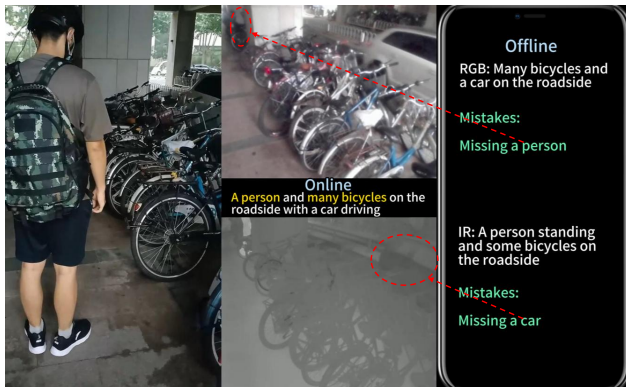 Online
A person and many bicycles on the
roadside with a car driving
Offline
RGB: Many bicycles and
a car on the roadside
Mistakes:
Missing a person
IR: A person standing
and some bicycles on
the roadside
Mistakes:
Missing a car